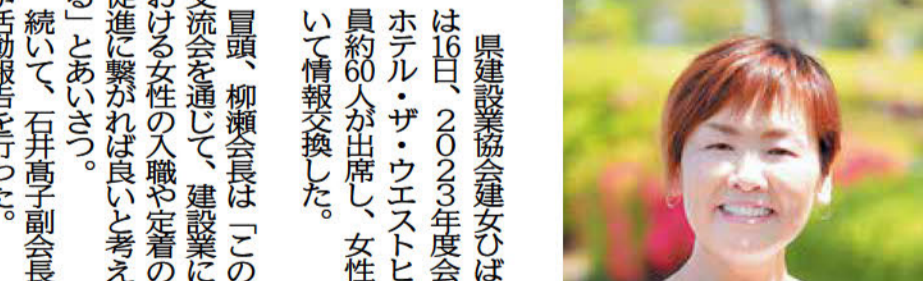 県建設業協会建女ひば
は16日、2023年度会
ホテル・ザ・ウエストヒ
員約60人が出席し、女性
いて情報交換した。
冒頭、柳瀬会長は「この
交流会を通じて、建設業に
おける女性の入職や定着の
促進に繋がれば良いと考え
る」とあいさつ。
続いて、石井髙子副会長
が活動報告を行った。